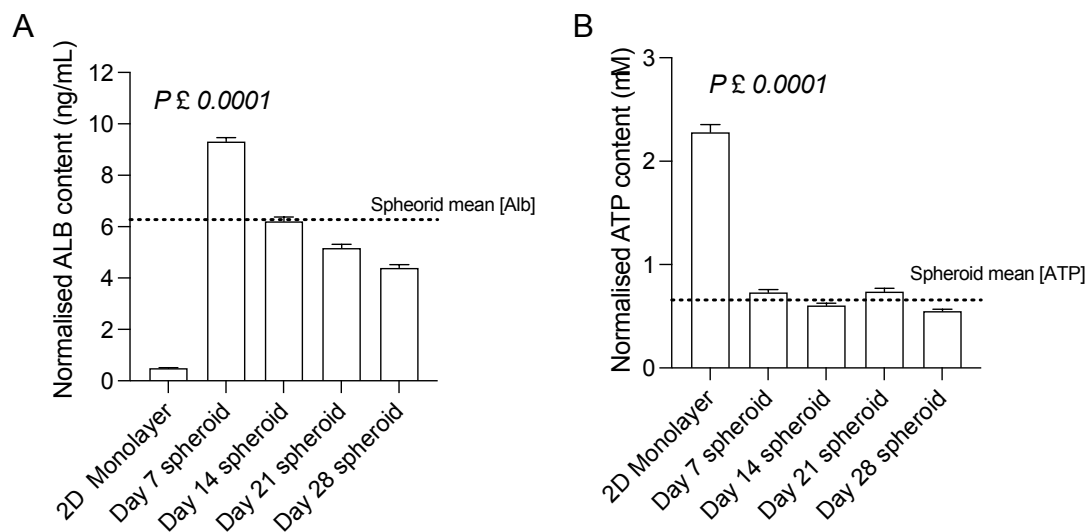 A
Normalised ALB content (ng/mL)
12
10
8
6
4
2
0
P £ 0.0001
Spheorid mean [Alb]
2D Monolayer
Day 7 spheroid
Day 14 spheroid
Day 21 spheroid
Day 28 spheroid
B
Normalised ATP content (mM)
3
2
1
0
P £ 0.0001
Spheroid mean [ATP]
2D Monolayer
Day 7 spheroid
Day 14 spheroid
Day 21 spheroid
Day 28 spheroid